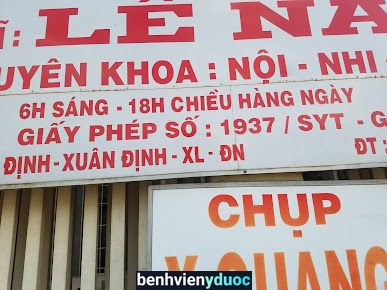 Ĩ: LÊ NA
UYÊN KHOA : NỘI - NHI -
6H SÁNG - 18H CHIỀU HÀNG NGÀY
GIẤY PHÉP SỐ : 1937 / SYT - G
ĐỊNH - XUÂN ĐỊNH - XL - ĐN ĐT :
CHỤP
X QUANG
benhvienyduoc